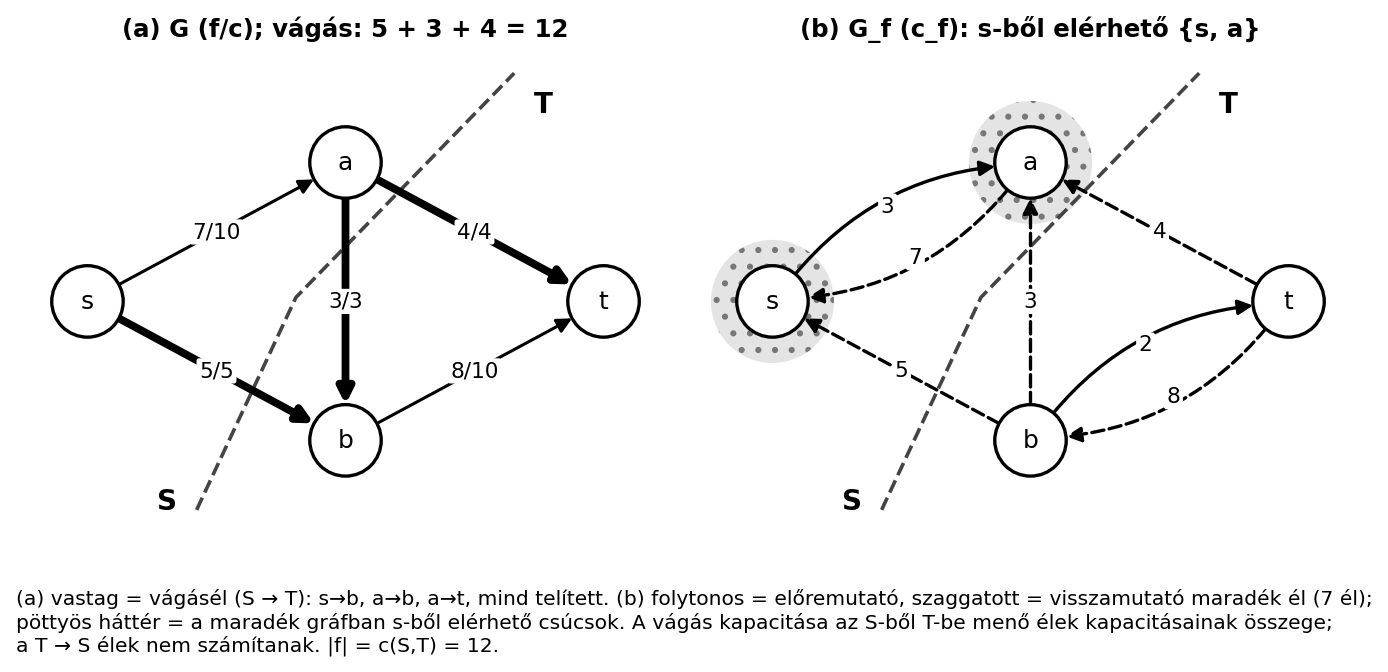 (a) G (f/c); vágás: 5 + 3 + 4 = 12
T
a
7/10
4/4
s
3/3
t
5/5
8/10
b
S
(b) G_f (c_f): s-ből elérhető {s, a}
T
a
3
4
7
s
3
t
5
2
8
b
S
(a) vastag = vágásél (S → T): s→b, a→b, a→t, mind telített. (b) folytonos = előremutató, szaggatott = visszamutató maradék él (7 él);
pöttyös háttér = a maradék gráfban s-ből elérhető csúcsok. A vágás kapacitása az S-ből T-be menő élek kapacitásainak összege;
a T → S élek nem számítanak. |f| = c(S,T) = 12.